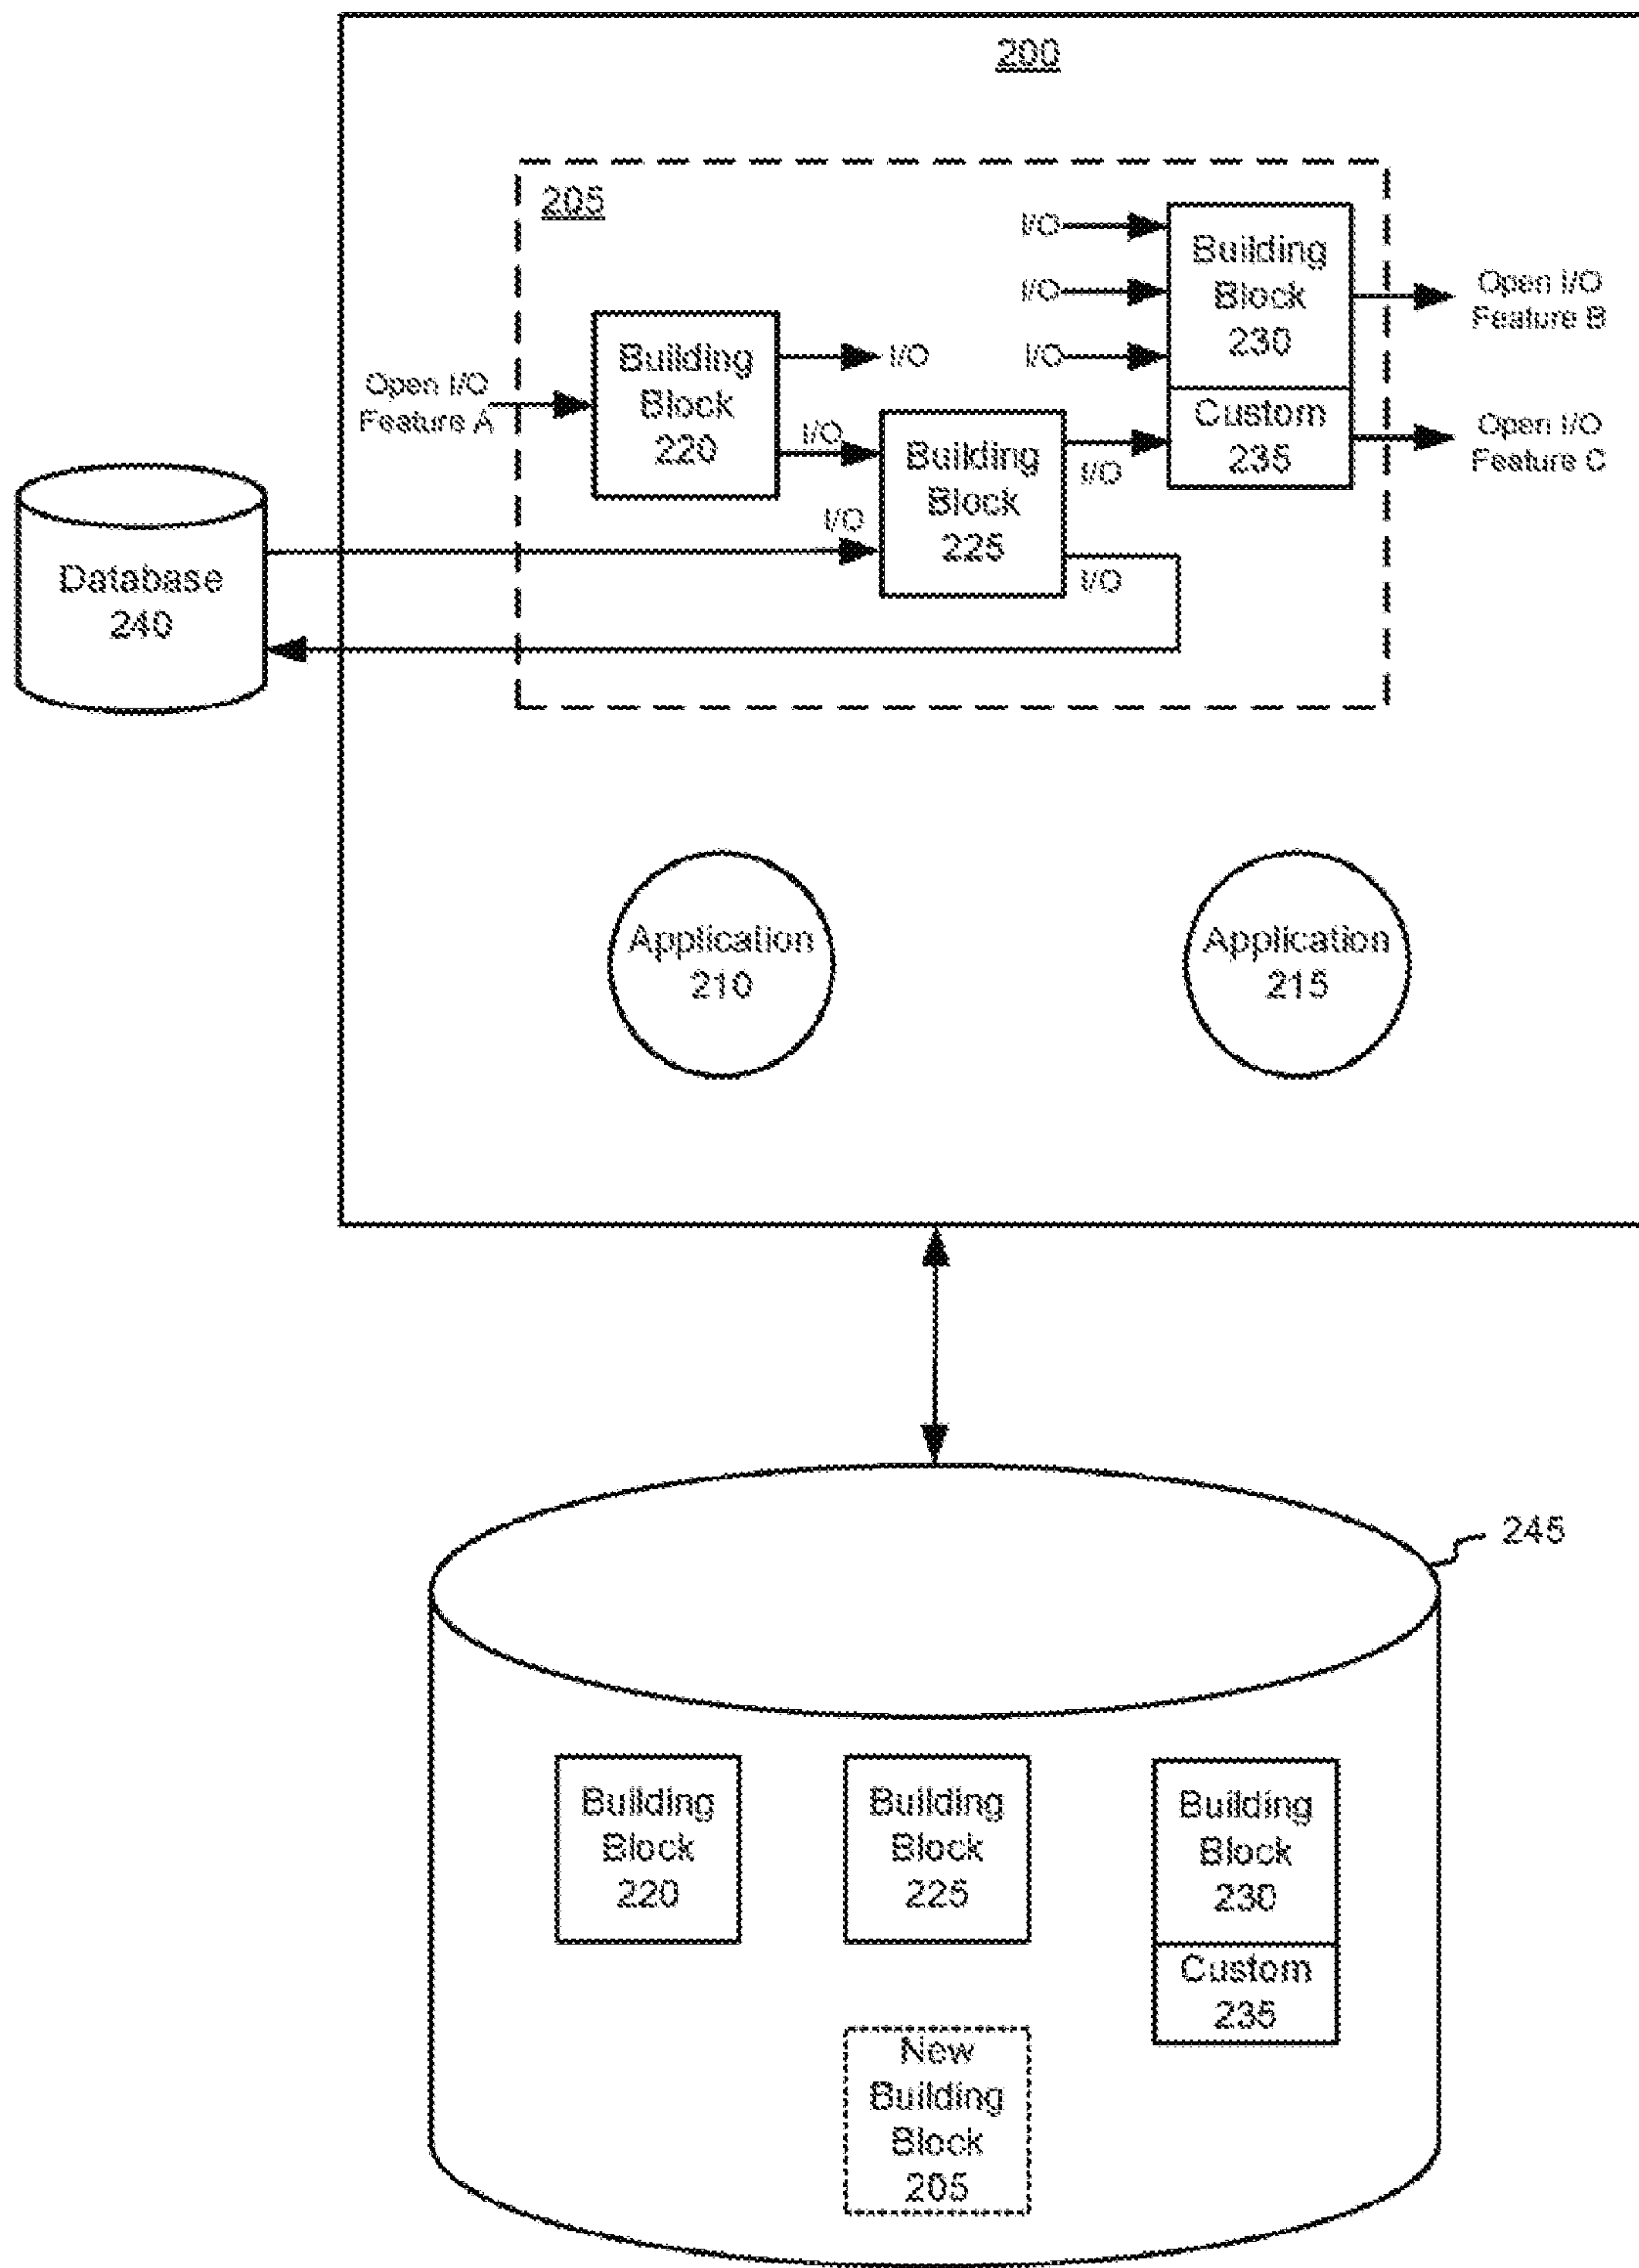 200
205
I/O
Building
Block
230
I/O
I/O
Open I/O
Feature B
Building
Block
220
I/O
Open I/O
Feature A
I/O
Custom
235
Open I/O
Feature C
Building
Block
225
I/O
I/O
I/O
Database
240
Application
210
Application
215
245
Building
Block
220
Building
Block
225
Building
Block
230
Custom
235
New
Building
Block
205